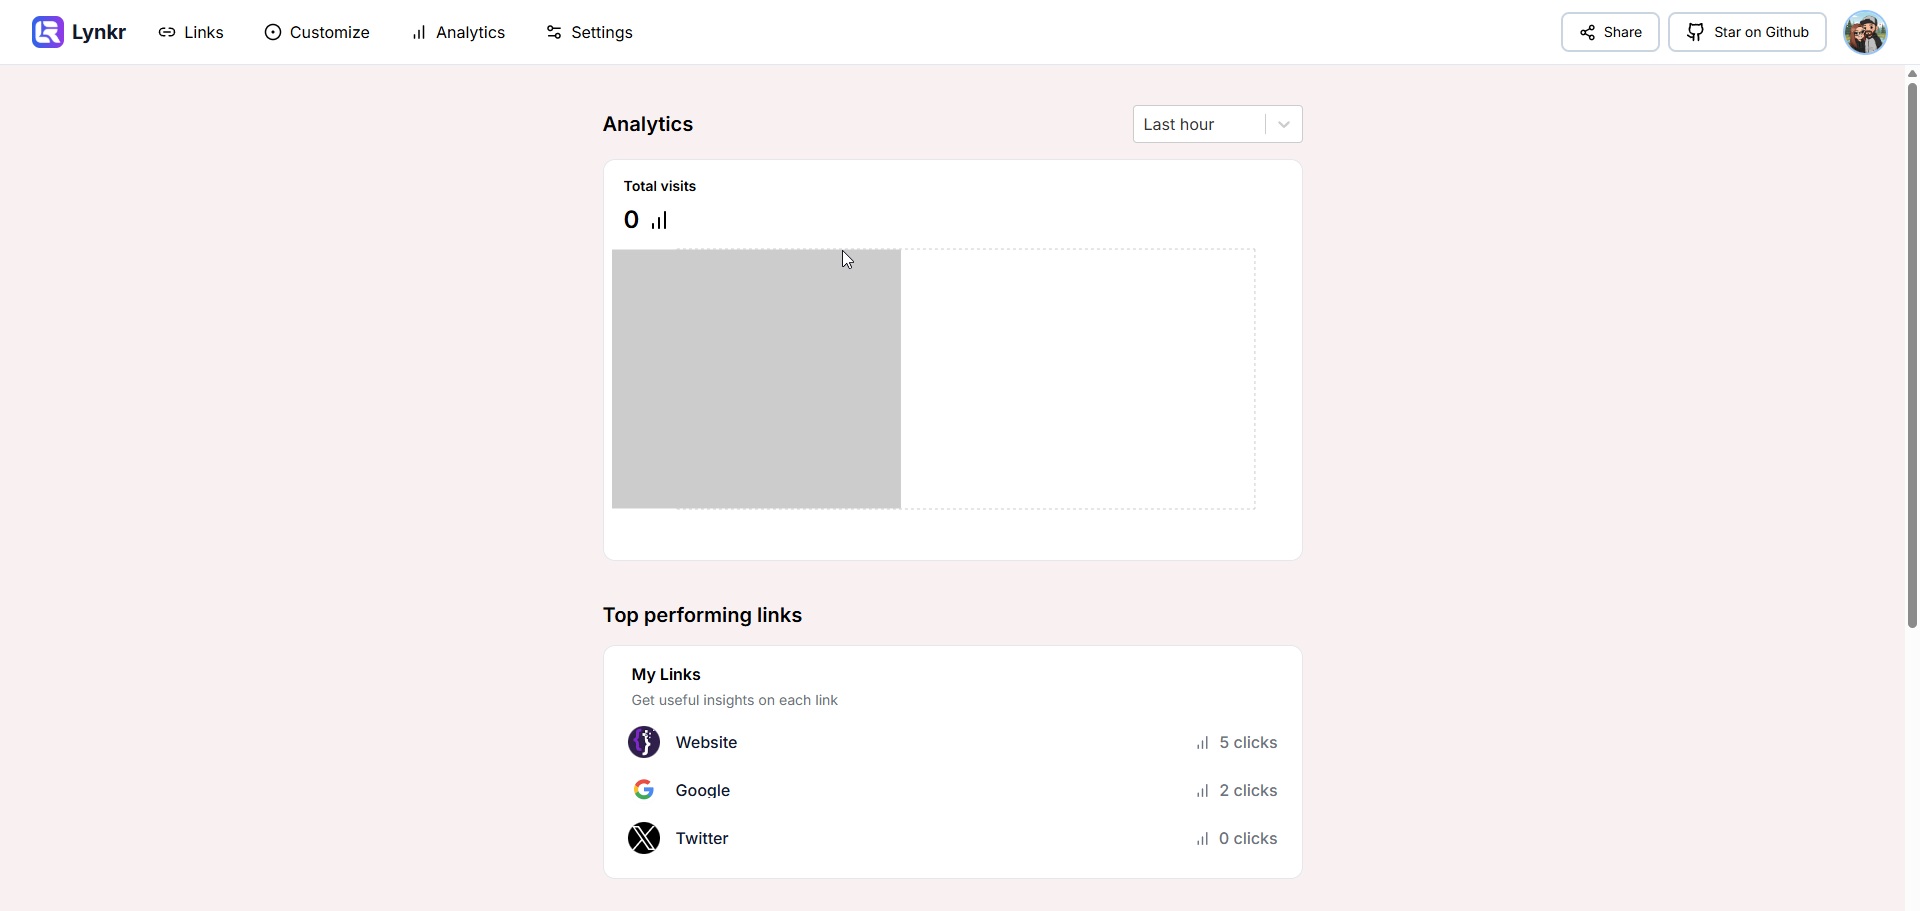 Lynkr
Links
Customize
Analytics
Settings
Share
Star on Github
Analytics
Last hour
Total visits
0
Top performing links
My Links
Get useful insights on each link
Website
5 clicks
Google
2 clicks
Twitter
0 clicks